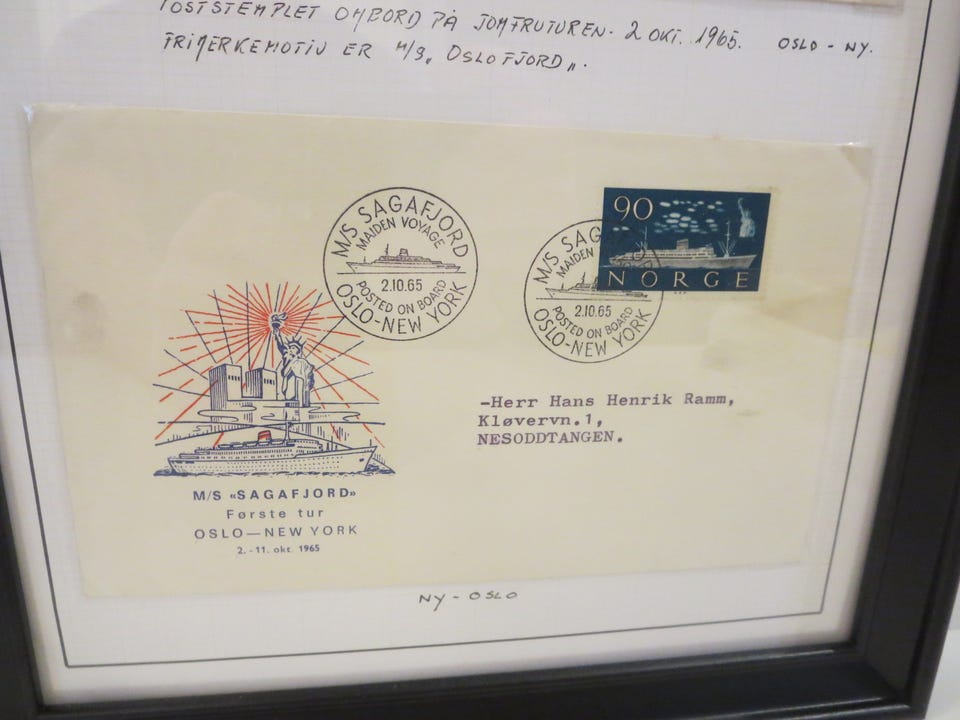 POSTSTEMPLET OMBORD PÅ JOMFRUTUREN. 2 OKT. 1965. OSLO - NY.
FRIMERKEMOTIV ER M/S „OSLOFJORD„.
M/S SAGAFJORD
MAIDEN VOYAGE
2.10.65
POSTED ON BOARD
OSLO-NEW YORK
90
NORGE
M/S SAG
MAIDEN
2.10.65
POSTED ON BOARD
OSLO-NEW YORK
-Herr Hans Henrik Ramm,
Kløvervn.1,
NESODDTANGEN.
M/S «SAGAFJORD»
Første tur
OSLO—NEW YORK
2.-11. okt. 1965
NY - OSLO